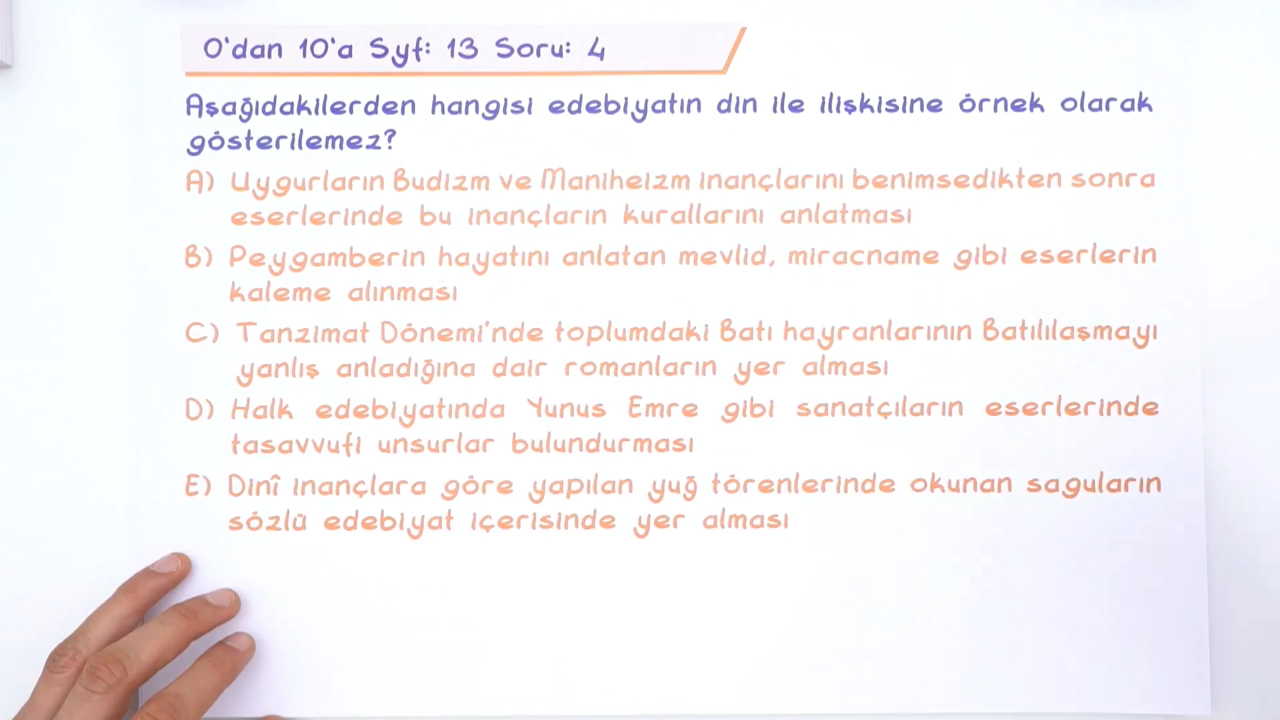 0'dan 10'a Syf: 13 Soru: 4
Aşağıdakilerden hangisi edebiyatın din ile ilişkisine örnek olarak
gösterilemez?
A) Uygurların Budizm ve Maniheizm inançlarını benimsedikten sonra
eserlerinde bu inançların kurallarını anlatması
B) Peygamberin hayatını anlatan mevlid, miracname gibi eserlerin
kaleme alınması
C) Tanzimat Dönemi'nde toplumdaki Batı hayranlarının Batılılaşmayı
yanlış anladığına dair romanların yer alması
D) Halk edebiyatında Yunus Emre gibi sanatçıların eserlerinde
tasavvufi unsurlar bulundurması
E) Dinî inançlara göre yapılan yuğ törenlerinde okunan saguların
sözlü edebiyat içerisinde yer alması